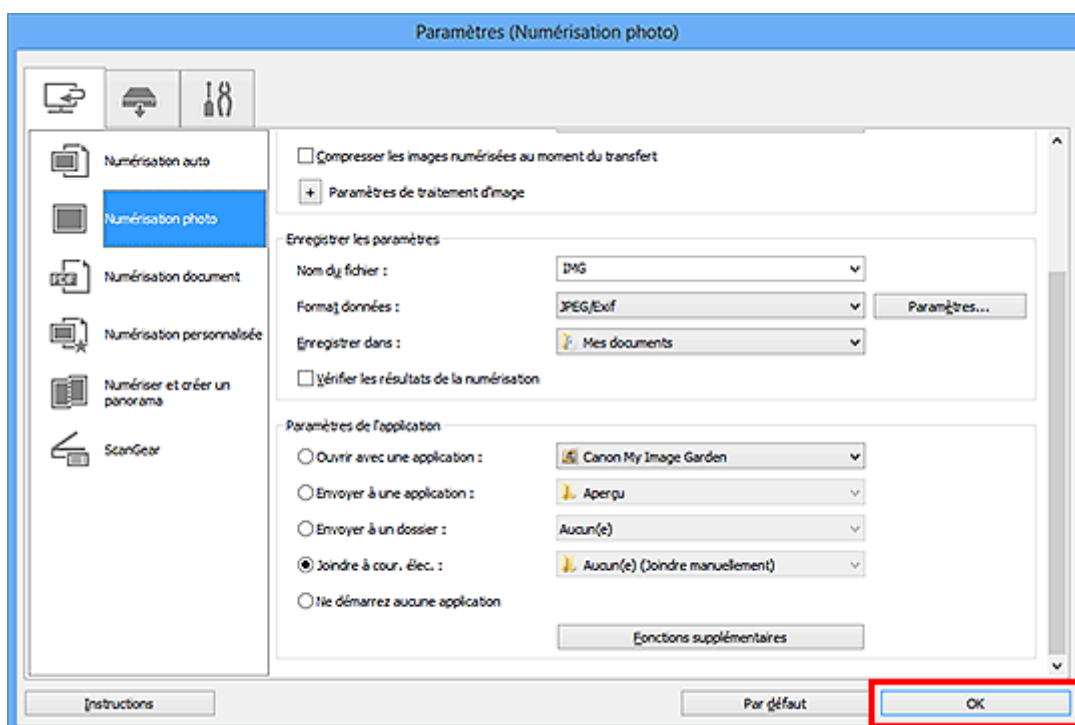 Paramètres (Numérisation photo)
Numérisation auto
Numérisation photo
Numérisation document
Numérisation personnalisée
Numériser et créer un
panorama
ScanGear
Compresser les images numérisées au moment du transfert
+ Paramètres de traitement d'image
Enregistrer les paramètres
Nom du fichier : IMG
Format données : JPEG/Exif Paramètres...
Enregistrer dans : Mes documents
Vérifier les résultats de la numérisation
Paramètres de l'application
Ouvrir avec une application : Canon My Image Garden
Envoyer à une application : Aperçu
Envoyer à un dossier : Aucun(e)
Joindre à cour. élec. : Aucun(e) (Joindre manuellement)
Ne démarrez aucune application
Fonctions supplémentaires
Instructions Par défaut OK